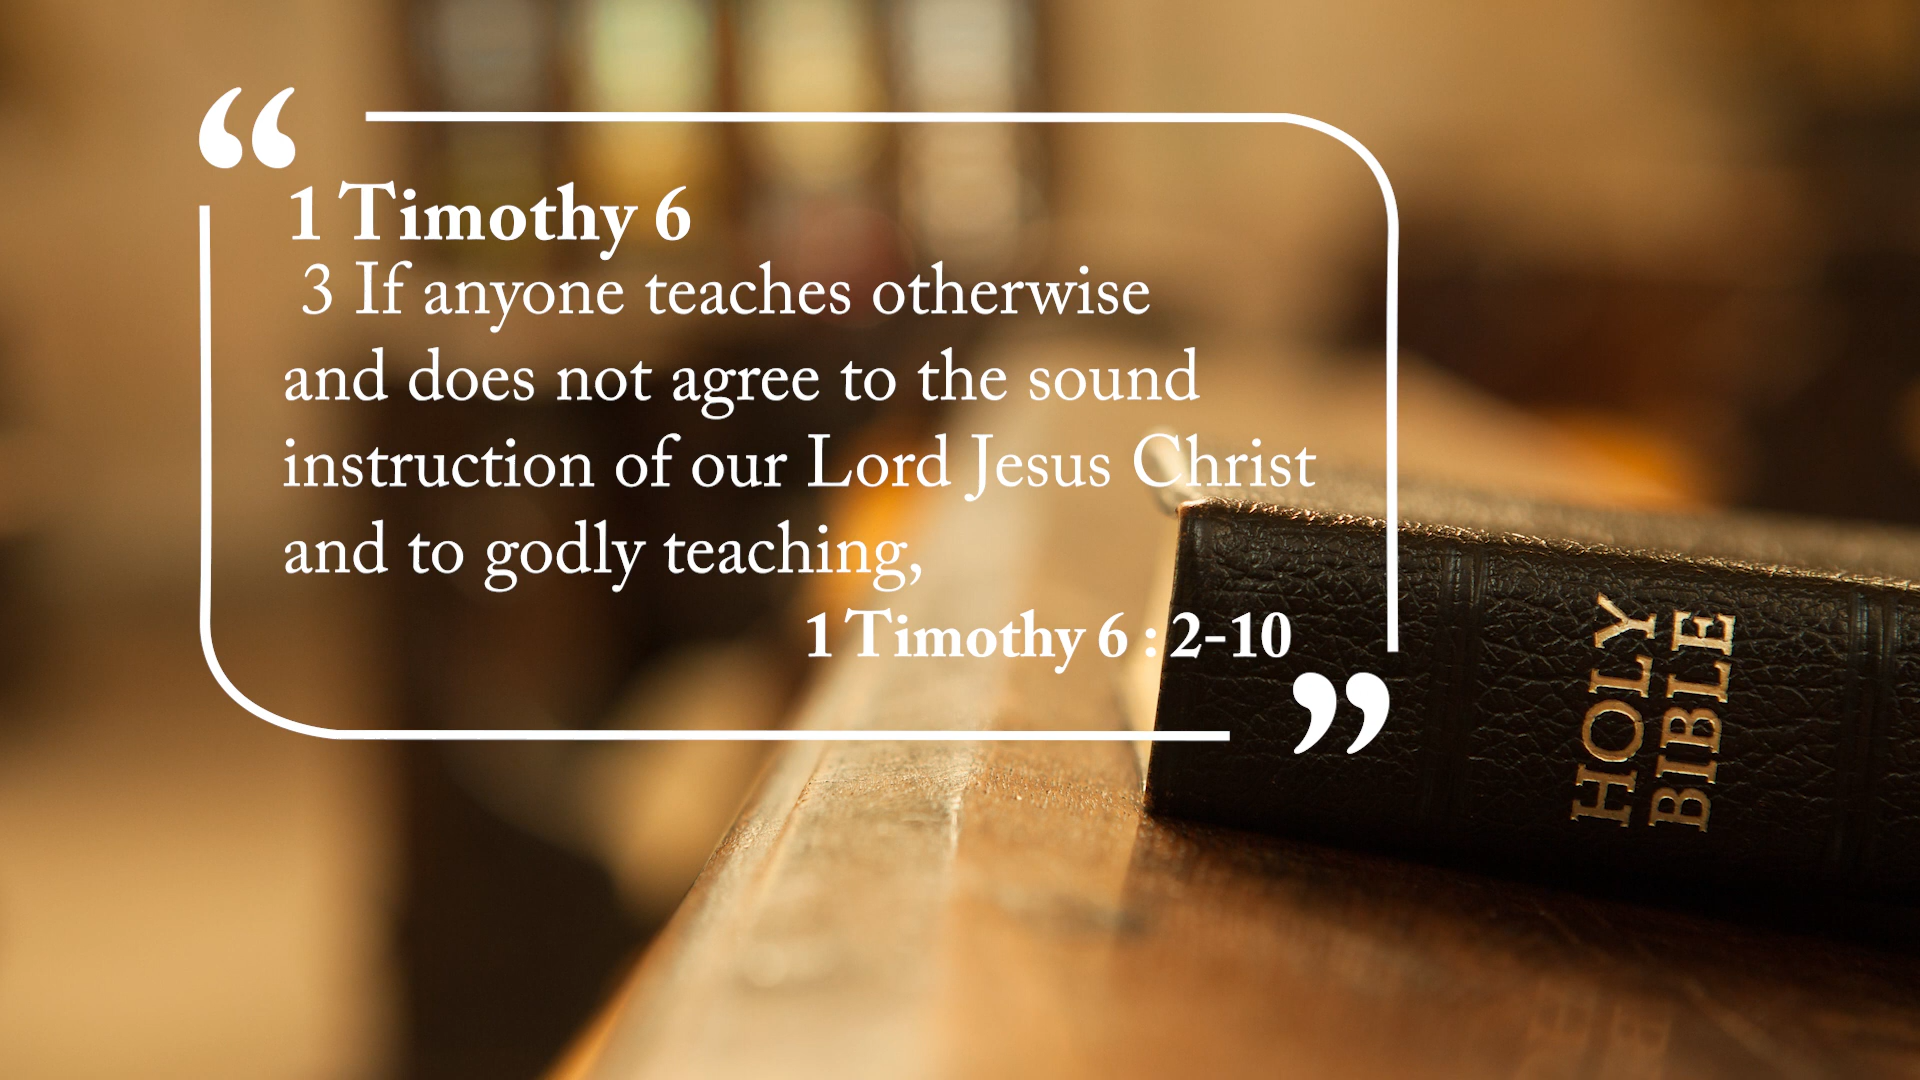 “
1 Timothy 6
3 If anyone teaches otherwise
and does not agree to the sound
instruction of our Lord Jesus Christ
and to godly teaching,
1 Timothy 6 : 2-10
”
HOLY
BIBLE